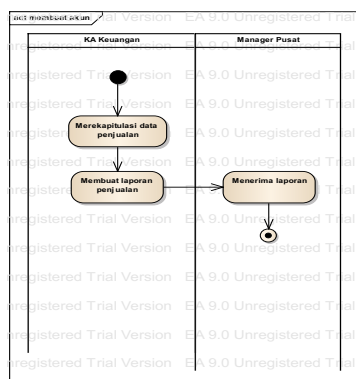 act membuat akun
EA 9.0 Unregistered Trial
KA Keuangan
Manager Pusat
Merekapitulasi data
penjualan
Membuat laporan
penjualan
Menerima laporan